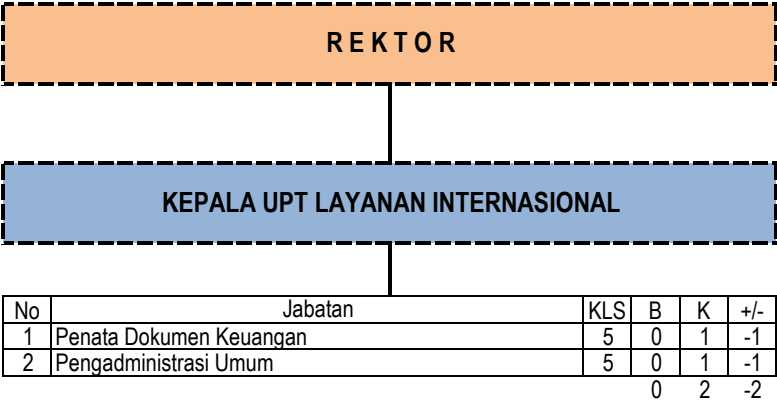 R E K T O R
KEPALA UPT LAYANAN INTERNASIONAL
No Jabatan KLS B K +/-
1 Penata Dokumen Keuangan 5 0 1 -1
2 Pengadministrasi Umum 5 0 1 -1
0 2 -2